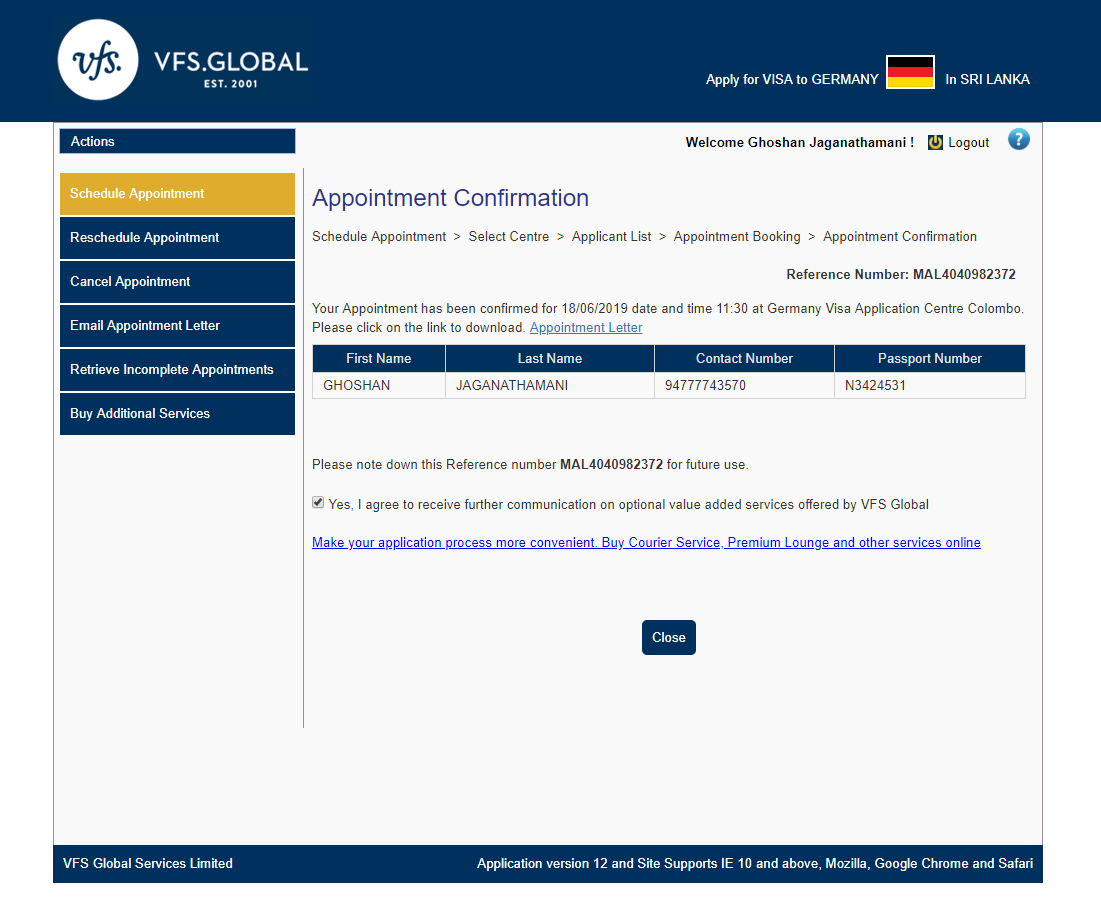 vfs.
VFS.GLOBAL
EST. 2001
Apply for VISA to GERMANY In SRI LANKA
Actions
Welcome Ghoshan Jaganathamani ! Logout ?
Schedule Appointment
Reschedule Appointment
Cancel Appointment
Email Appointment Letter
Retrieve Incomplete Appointments
Buy Additional Services
Appointment Confirmation
Schedule Appointment > Select Centre > Applicant List > Appointment Booking > Appointment Confirmation
Reference Number: MAL4040982372
Your Appointment has been confirmed for 18/06/2019 date and time 11:30 at Germany Visa Application Centre Colombo.
Please click on the link to download. Appointment Letter
First Name Last Name Contact Number Passport Number
GHOSHAN JAGANATHAMANI 94777743570 N3424531
Please note down this Reference number MAL4040982372 for future use.
Yes, I agree to receive further communication on optional value added services offered by VFS Global
Make your application process more convenient. Buy Courier Service, Premium Lounge and other services online
Close
VFS Global Services Limited
Application version 12 and Site Supports IE 10 and above, Mozilla, Google Chrome and Safari